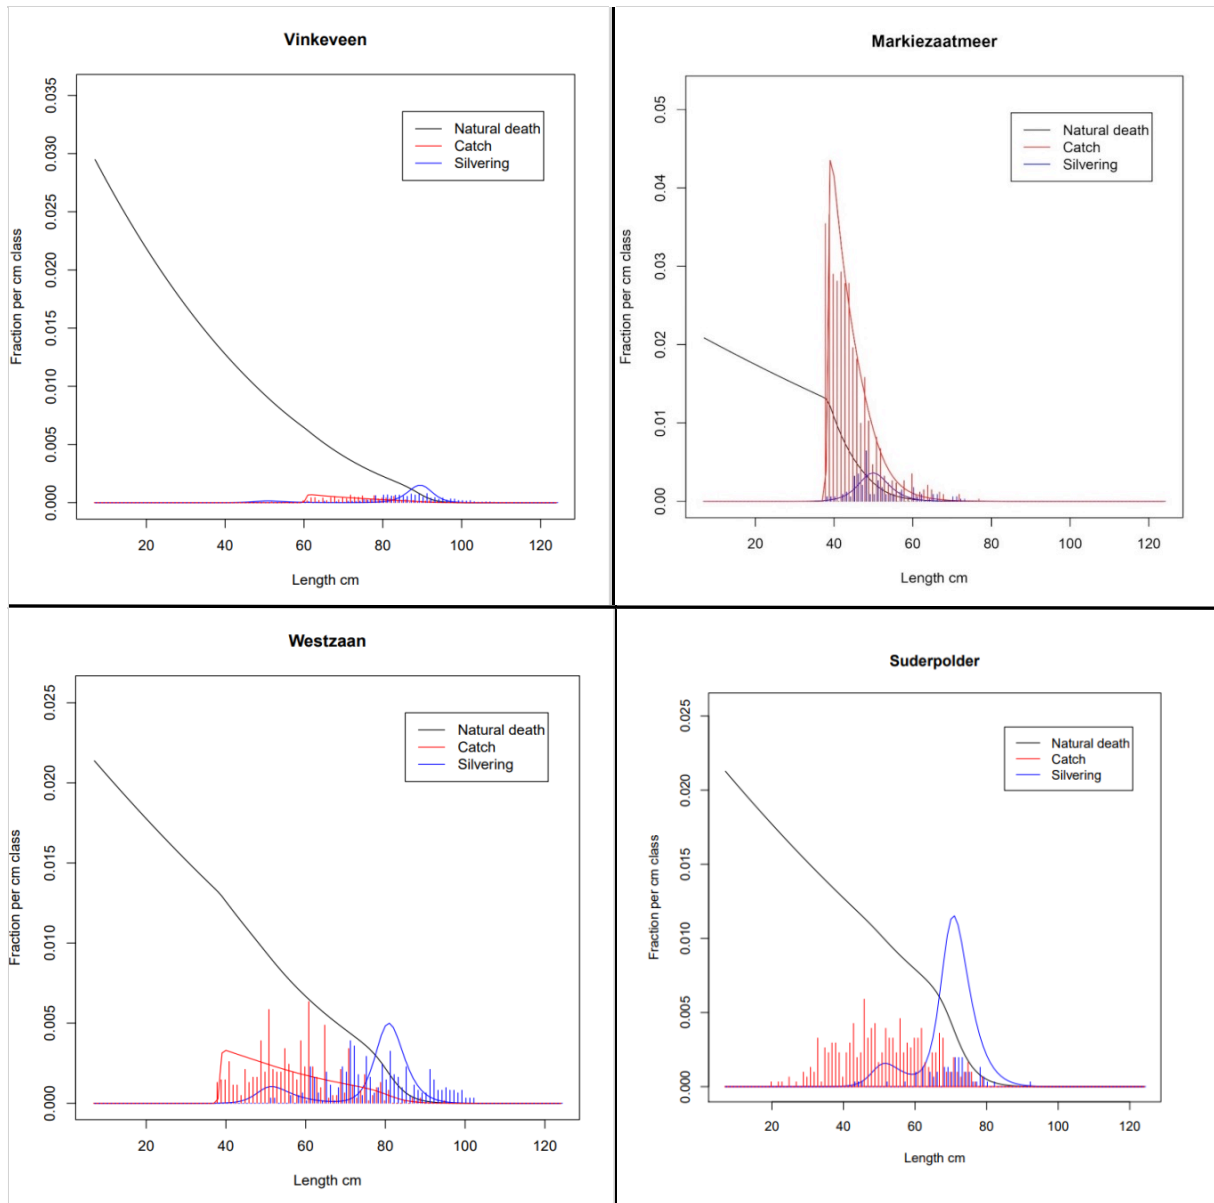 Vinkeveen
Fraction per cm class
0.035
0.030
0.025
0.020
0.015
0.010
0.005
0.000
Natural death
Catch
Silvering
20 40 60 80 100 120
Length cm
Markiezaatmeer
Fraction per cm class
0.05
0.04
0.03
0.02
0.01
0.00
Natural death
Catch
Silvering
20 40 60 80 100 120
Length cm
Westzaan
Fraction per cm class
0.025
0.020
0.015
0.010
0.005
0.000
Natural death
Catch
Silvering
20 40 60 80 100 120
Length cm
Suderpolder
Fraction per cm class
0.025
0.020
0.015
0.010
0.005
0.000
Natural death
Catch
Silvering
20 40 60 80 100 120
Length cm